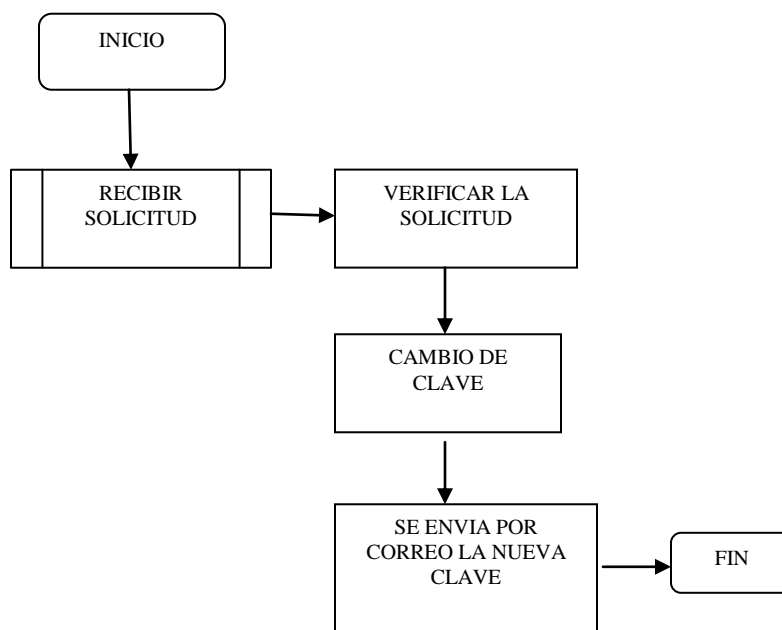 INICIO
RECIBIR
SOLICITUD
VERIFICAR LA
SOLICITUD
CAMBIO DE
CLAVE
SE ENVIA POR
CORREO LA NUEVA
CLAVE
FIN